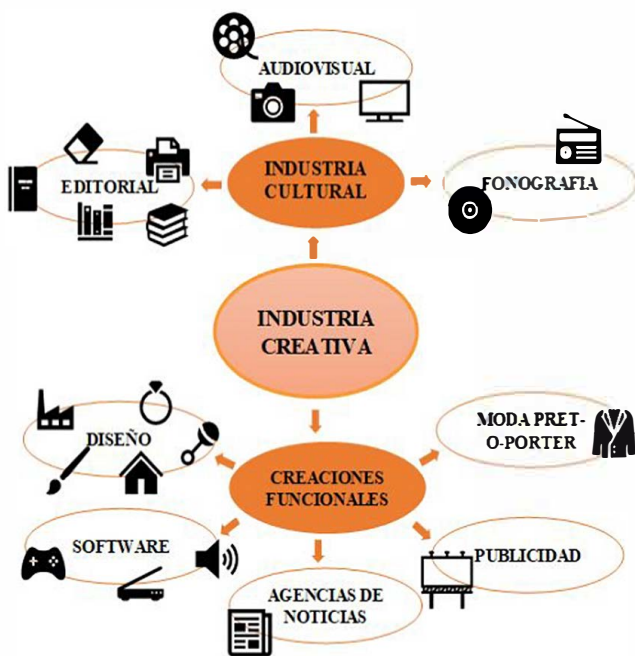 AUDIOVISUAL
EDITORIAL
INDUSTRIA
CULTURAL
FONOGRAFIA
INDUSTRIA
CREATIVA
DISEÑO
MODA PRET-
O-PORTER
CREACIONES
FUNCIONALES
SOFTWARE
PUBLICIDAD
AGENCIAS DE
NOTICIAS